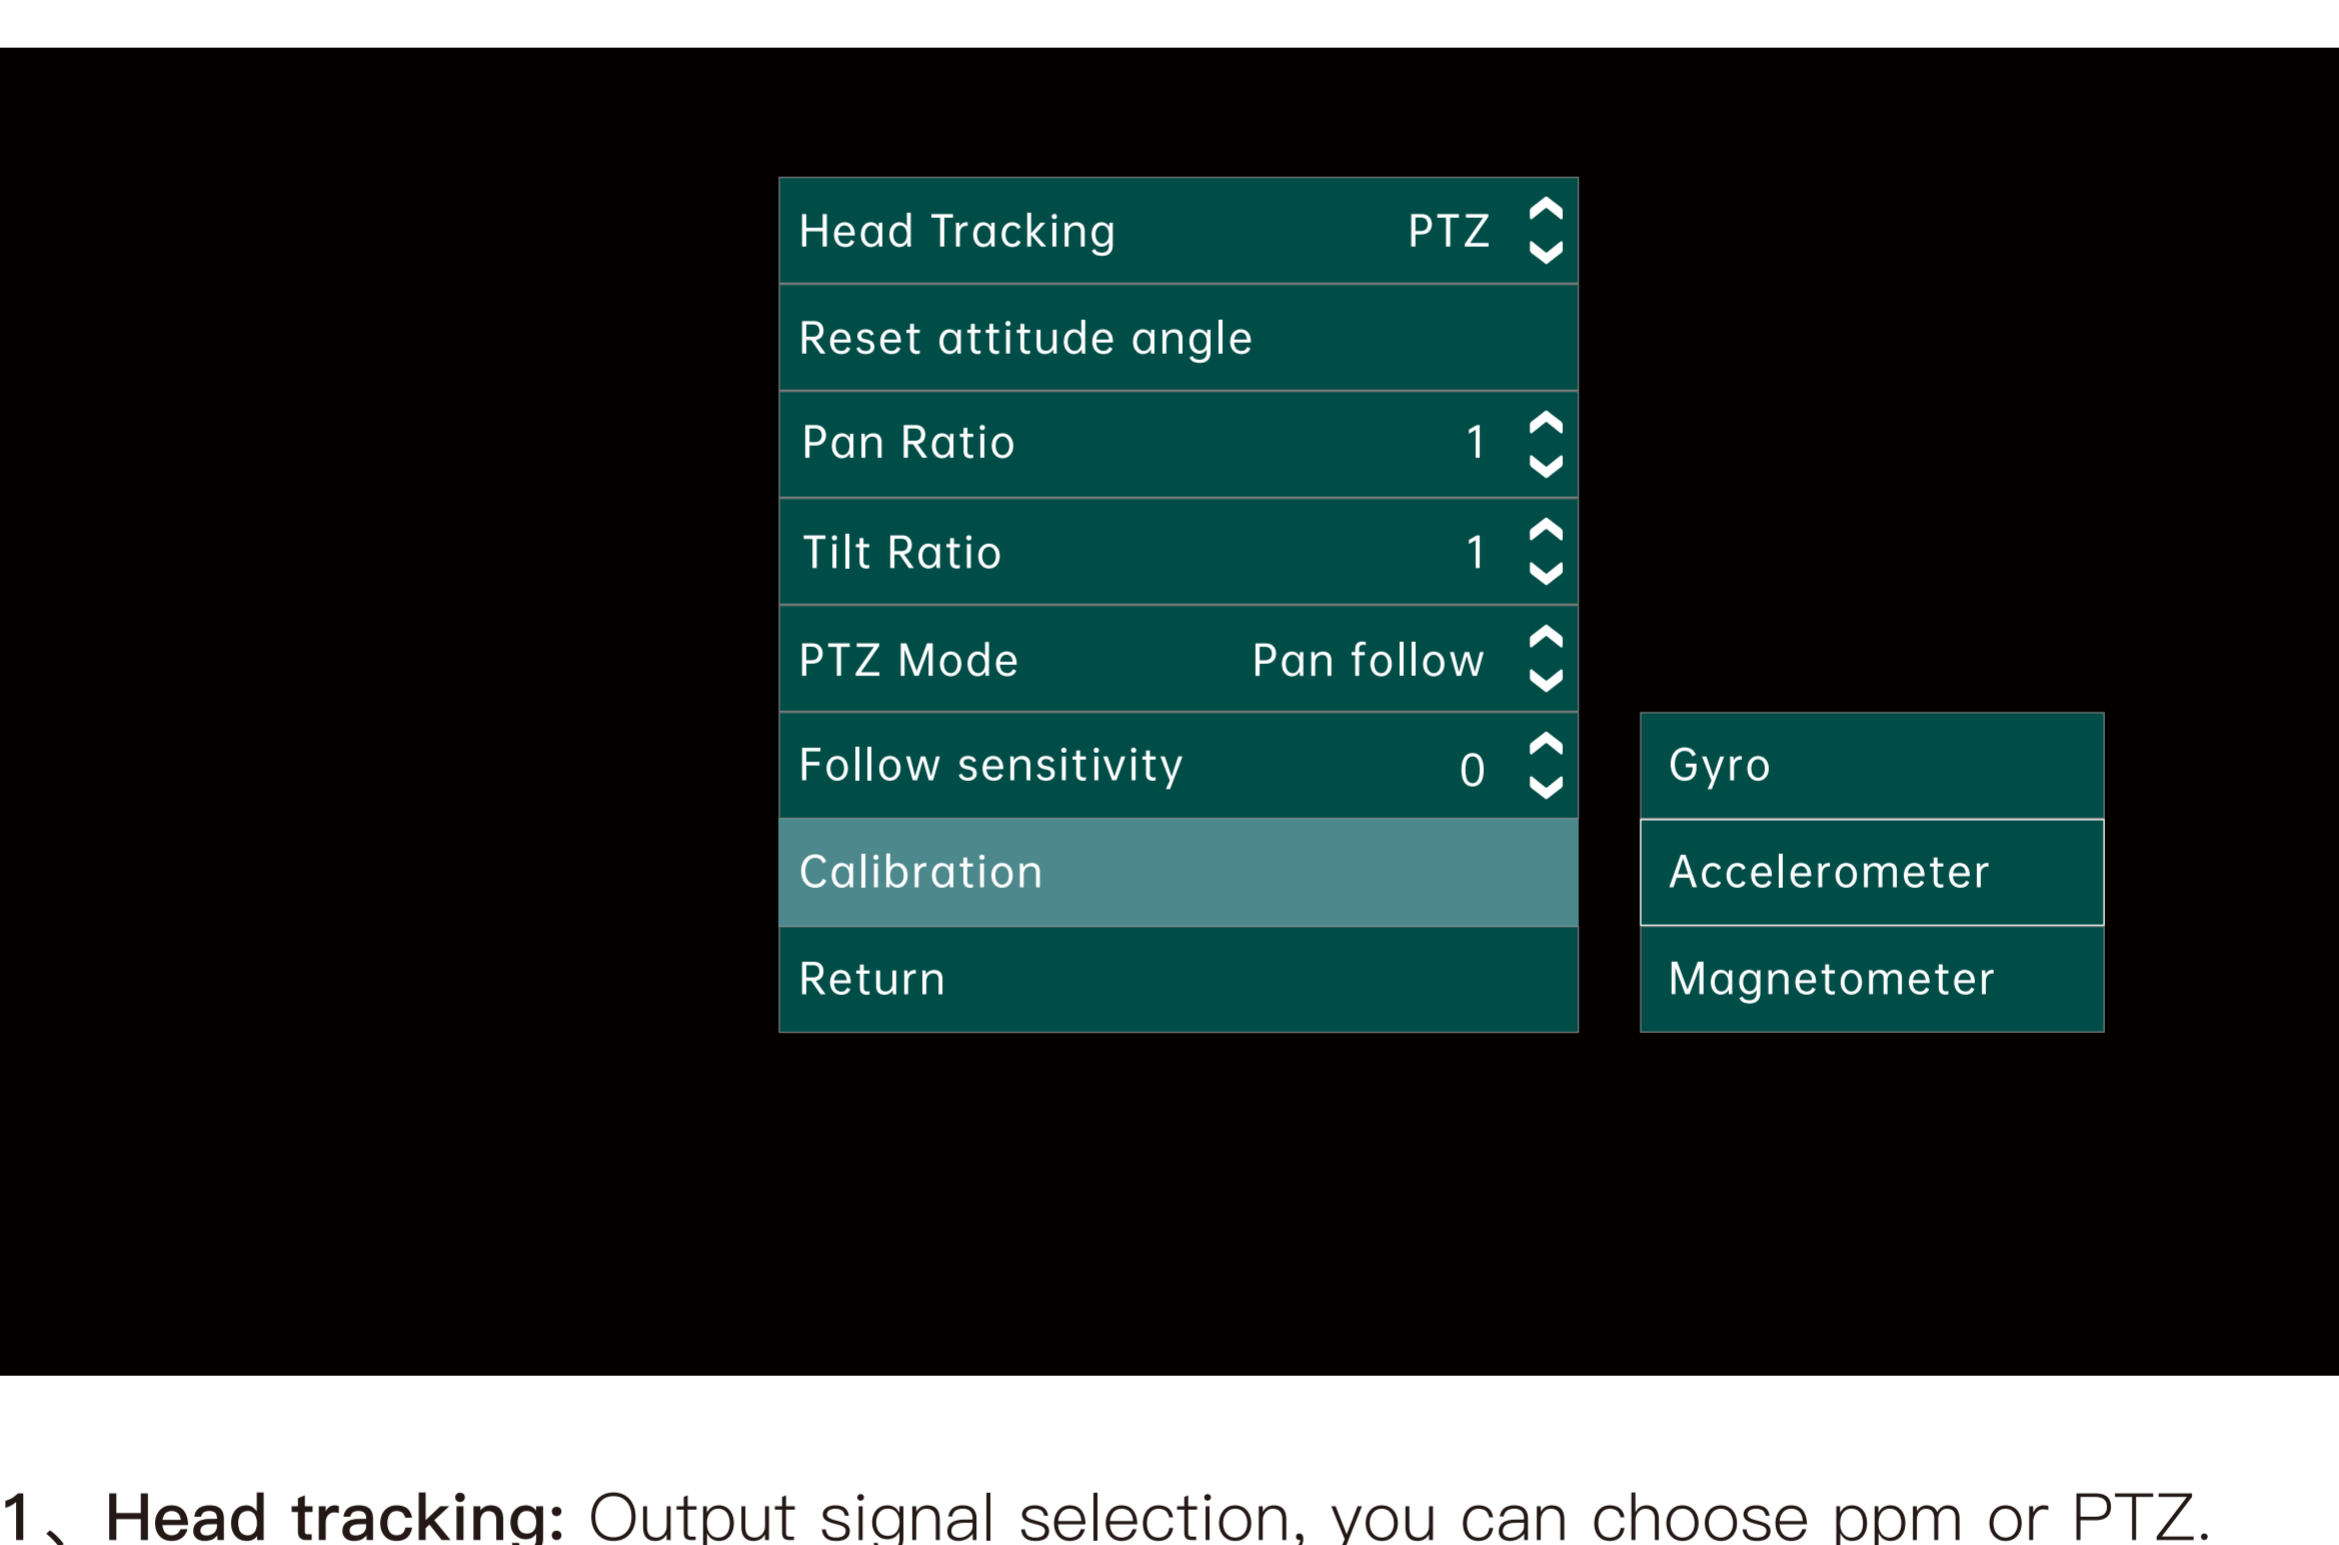 Head Tracking PTZ
Reset attitude angle
Pan Ratio 1
Tilt Ratio 1
PTZ Mode Pan follow
Follow sensitivity 0
Calibration
Return
Gyro
Accelerometer
Magnetometer
1、Head tracking: Output signal selection, you can choose ppm or PTZ.